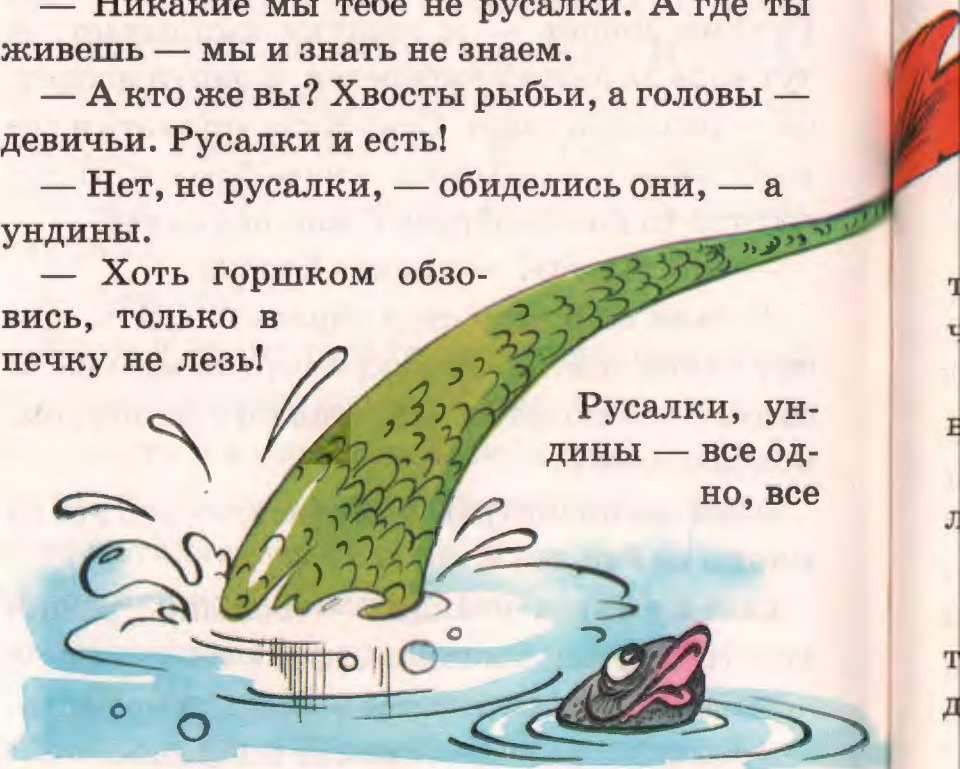 — Никакие мы тебе не русалки. А где ты
живешь — мы и знать не знаем.
— А кто же вы? Хвосты рыбьи, а головы —
девичьи. Русалки и есть!
— Нет, не русалки, — обиделись они, — а
ундины.
— Хоть горшком обзо-
вись, только в
печку не лезь!
Русалки, ун-
дины — все од-
но, все